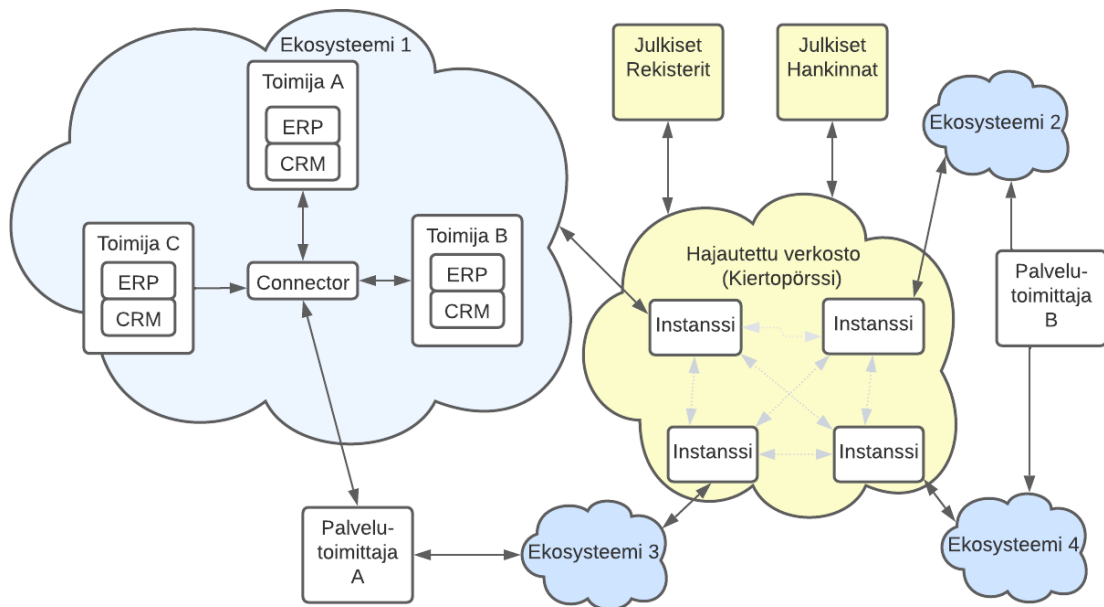 Ekosysteemi 1
Toimija A
ERP
CRM
Toimija C
ERP
CRM
Connector
Toimija B
ERP
CRM
Julkiset
Rekisterit
Julkiset
Hankinnat
Ekosysteemi 2
Hajautettu verkosto
(Kiertopörssi)
Instanssi
Instanssi
Instanssi
Instanssi
Palvelu-
toimittaja
B
Palvelu-
toimittaja
A
Ekosysteemi 3
Ekosysteemi 4